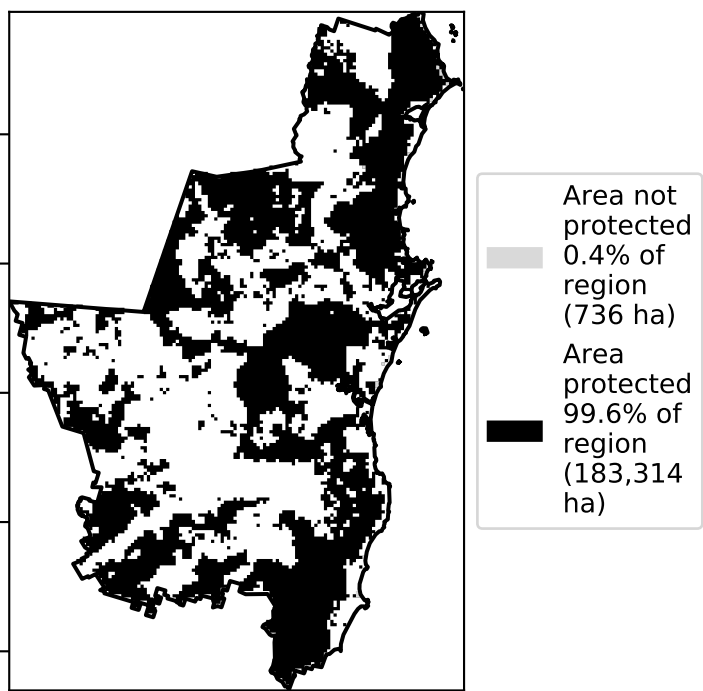 Area not
protected
0.4% of
region
(736 ha)
Area
protected
99.6% of
region
(183,314
ha)